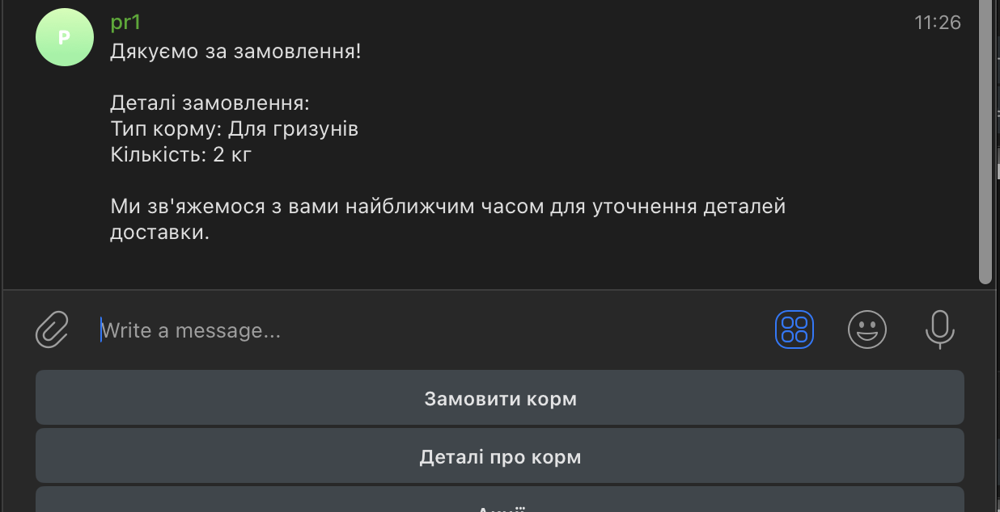 P
pr1
11:26
Дякуємо за замовлення!
Деталі замовлення:
Тип корму: Для гризунів
Кількість: 2 кг
Ми зв'яжемося з вами найближчим часом для уточнення деталей
доставки.
Write a message...
Замовити корм
Деталі про корм